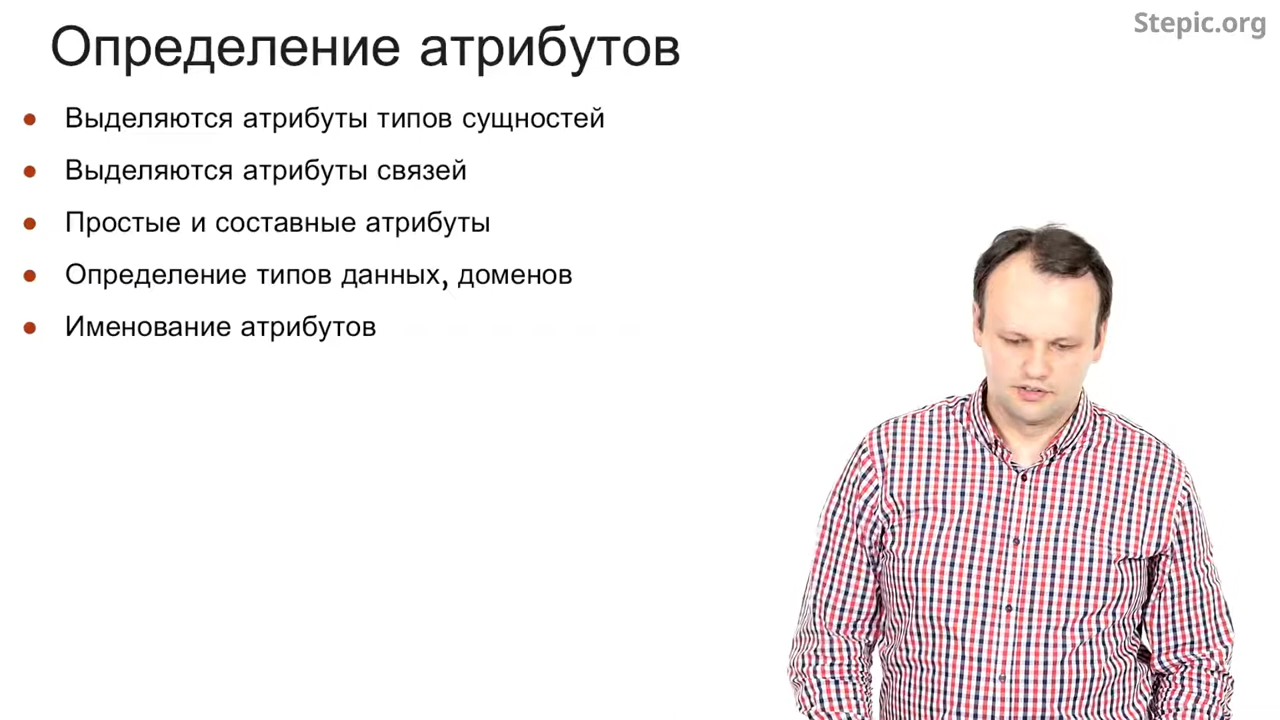 Stepic.org
Определение атрибутов
Выделяются атрибуты типов сущностей
Выделяются атрибуты связей
Простые и составные атрибуты
Определение типов данных, доменов
Именование атрибутов